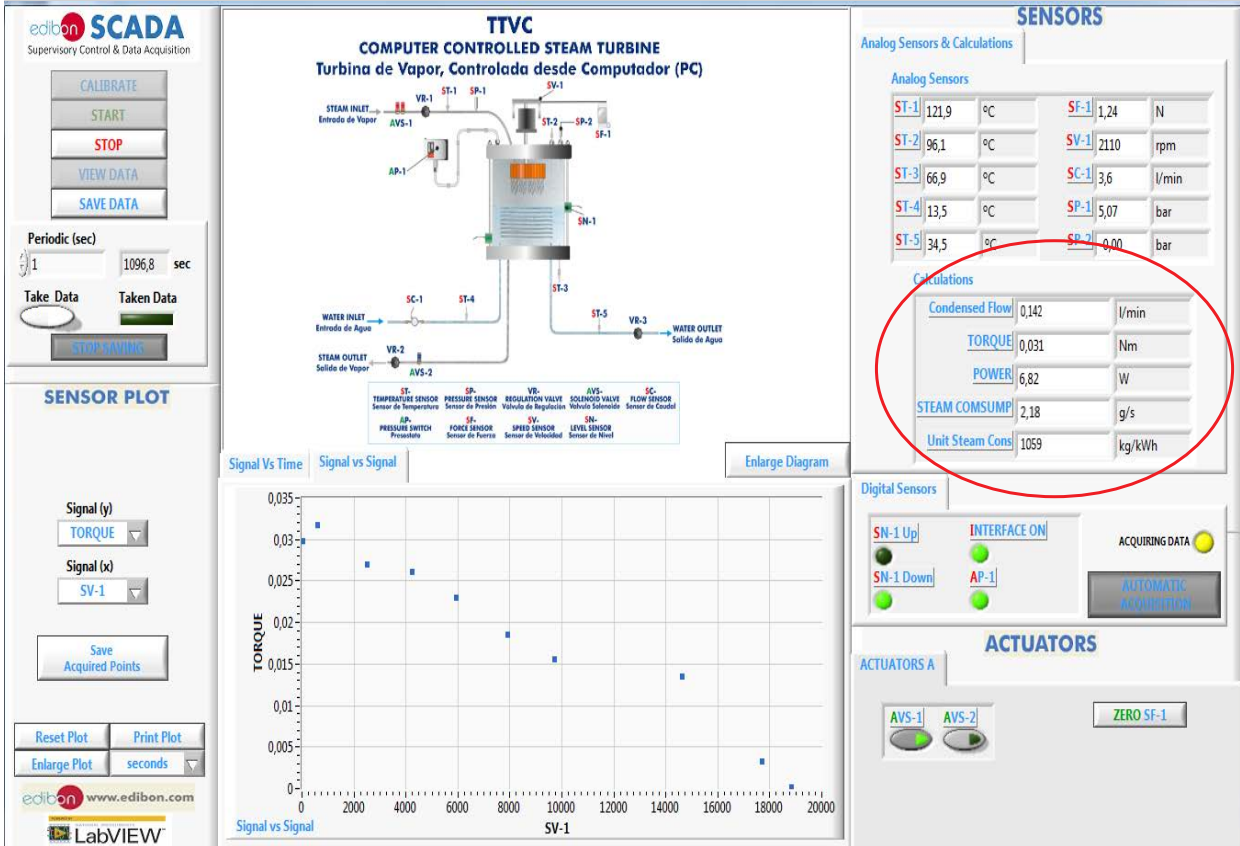 edibon SCADA
Supervisory Control & Data Acquisition
CALIBRATE
START
STOP
VIEW DATA
SAVE DATA
Periodic (sec)
1
1096,8 sec
Take Data
Taken Data
STOP SAVING
SENSOR PLOT
Signal (y)
TORQUE
Signal (x)
SV-1
Save
Acquired Points
Reset Plot
Print Plot
Enlarge Plot
seconds
edibon www.edibon.com
LabVIEW
TTVC
COMPUTER CONTROLLED STEAM TURBINE
Turbina de Vapor, Controlada desde Computador (PC)
STEAM INLET
Entrada de Vapor
AVS-1
VR-1
ST-1
SP-1
SV-1
ST-2
SP-2
SF-1
AP-1
SN-1
ST-3
SC-1
ST-4
WATER INLET
Entrada de Agua
ST-5
VR-3
WATER OUTLET
Salida de Agua
STEAM OUTLET
Salida de Vapor
VR-2
AVS-2
ST-
TEMPERATURE SENSOR
Sensor de Temperatura
SP-
PRESSURE SENSOR
Sensor de Presión
VR-
REGULATION VALVE
Válvula de Regulación
AVS-
SOLENOID VALVE
Válvula Solenoide
SC-
FLOW SENSOR
Sensor de Caudal
AP-
PRESSURE SWITCH
Presostato
SF-
FORCE SENSOR
Sensor de Fuerza
SV-
SPEED SENSOR
Sensor de Velocidad
SN-
LEVEL SENSOR
Sensor de Nivel
Enlarge Diagram
Signal Vs Time
Signal vs Signal
TORQUE
0,035
0,03
0,025
0,02
0,015
0,01
0,005
0
0 2000 4000 6000 8000 10000 12000 14000 16000 18000 20000
Signal vs Signal
SV-1
SENSORS
Analog Sensors & Calculations
Analog Sensors
ST-1 121,9 ºC SF-1 1,24 N
ST-2 96,1 ºC SV-1 2110 rpm
ST-3 66,9 ºC SC-1 3,6 l/min
ST-4 13,5 ºC SP-1 5,07 bar
ST-5 34,5 ºC SP-2 -0,00 bar
Calculations
Condensed Flow 0,142 l/min
TORQUE 0,031 Nm
POWER 6,82 W
STEAM COMSUMP 2,18 g/s
Unit Steam Cons 1059 kg/kWh
Digital Sensors
SN-1 Up
INTERFACE ON
SN-1 Down
AP-1
ACQUIRING DATA
AUTOMATIC
ACQUISITION
ACTUATORS
ACTUATORS A
AVS-1
AVS-2
ZERO SF-1